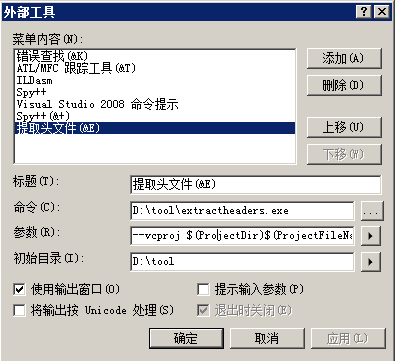 外部工具
菜单内容(N):
错误查找(&K)
ATL/MFC 跟踪工具(&T)
ILDasm
Spy++
Visual Studio 2008 命令提示
Spy++(&+)
提取头文件(&E)
添加(A)
删除(D)
上移(U)
下移(W)
标题(T):
提取头文件(&E)
命令(C):
D:\tool\extractheaders.exe
...
参数(R):
--vcproj $(ProjectDir)$(ProjectFileNa
初始目录(I):
D:\tool
使用输出窗口(O)
提示输入参数(P)
将输出按 Unicode 处理(S)
退出时关闭(E)
确定
取消
应用(L)